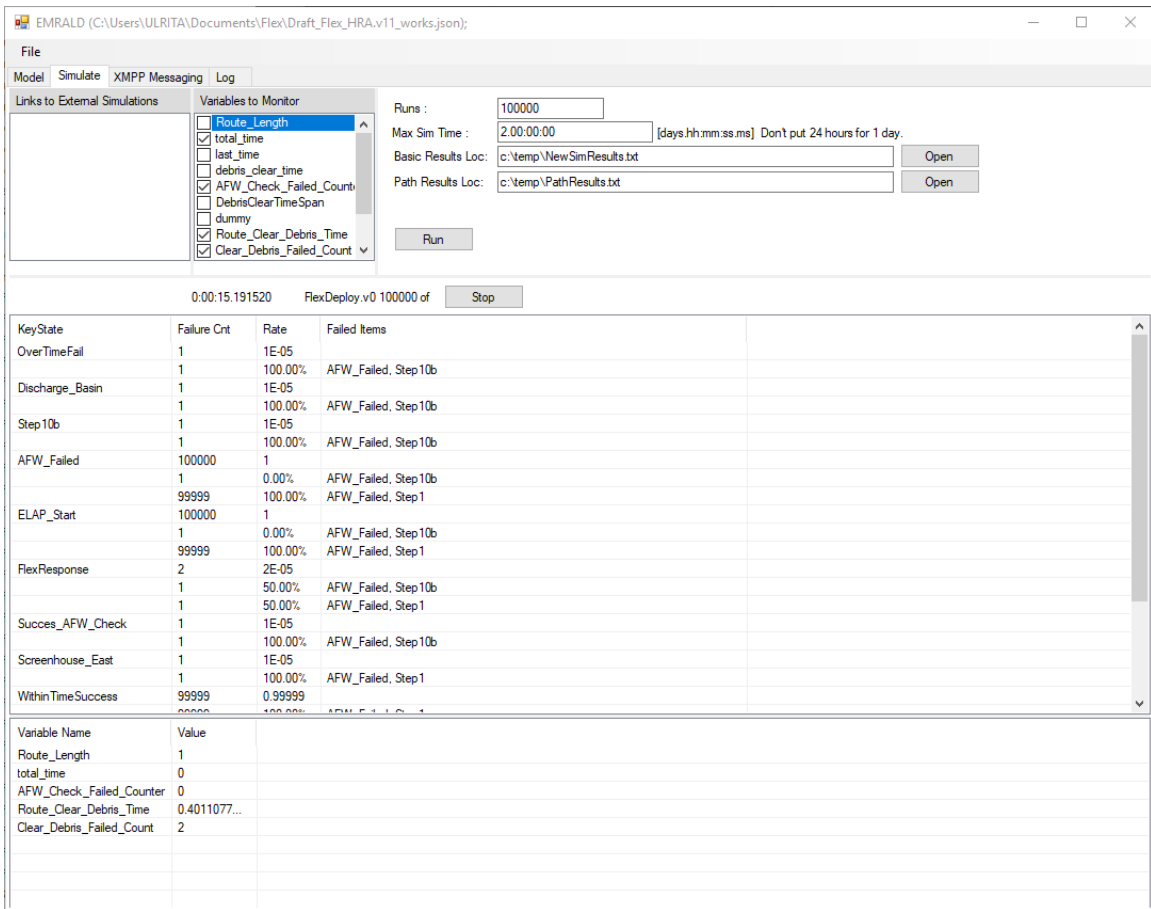 EMRALD (C:\Users\ULRITA\Documents\Flex\Draft_Flex_HRA.v11_works.json);
File
Model Simulate XMPP Messaging Log
Links to External Simulations
Variables to Monitor
Route_Length
total_time
last_time
debris_clear_time
AFW_Check_Failed_Counte
DebrisClearTimeSpan
dummy
Route_Clear_Debris_Time
Clear_Debris_Failed_Count
Runs : 100000
Max Sim Time : 2.00:00:00 [days.hh:mm:ss.ms] Don't put 24 hours for 1 day.
Basic Results Loc: c:\temp\NewSimResults.txt Open
Path Results Loc: c:\temp\PathResults.txt Open
Run
0:00:15.191520 FlexDeploy.v0 100000 of Stop
KeyState Failure Cnt Rate Failed Items
OverTimeFail 1 1E-05
1 100.00% AFW_Failed, Step10b
Discharge_Basin 1 1E-05
1 100.00% AFW_Failed, Step10b
Step10b 1 1E-05
1 100.00% AFW_Failed, Step10b
AFW_Failed 100000 1
1 0.00% AFW_Failed, Step10b
99999 100.00% AFW_Failed, Step1
ELAP_Start 100000 1
1 0.00% AFW_Failed, Step10b
99999 100.00% AFW_Failed, Step1
FlexResponse 2 2E-05
1 50.00% AFW_Failed, Step10b
1 50.00% AFW_Failed, Step1
Succes_AFW_Check 1 1E-05
1 100.00% AFW_Failed, Step10b
Screenhouse_East 1 1E-05
1 100.00% AFW_Failed, Step1
WithinTimeSuccess 99999 0.99999
Variable Name Value
Route_Length 1
total_time 0
AFW_Check_Failed_Counter 0
Route_Clear_Debris_Time 0.4011077...
Clear_Debris_Failed_Count 2